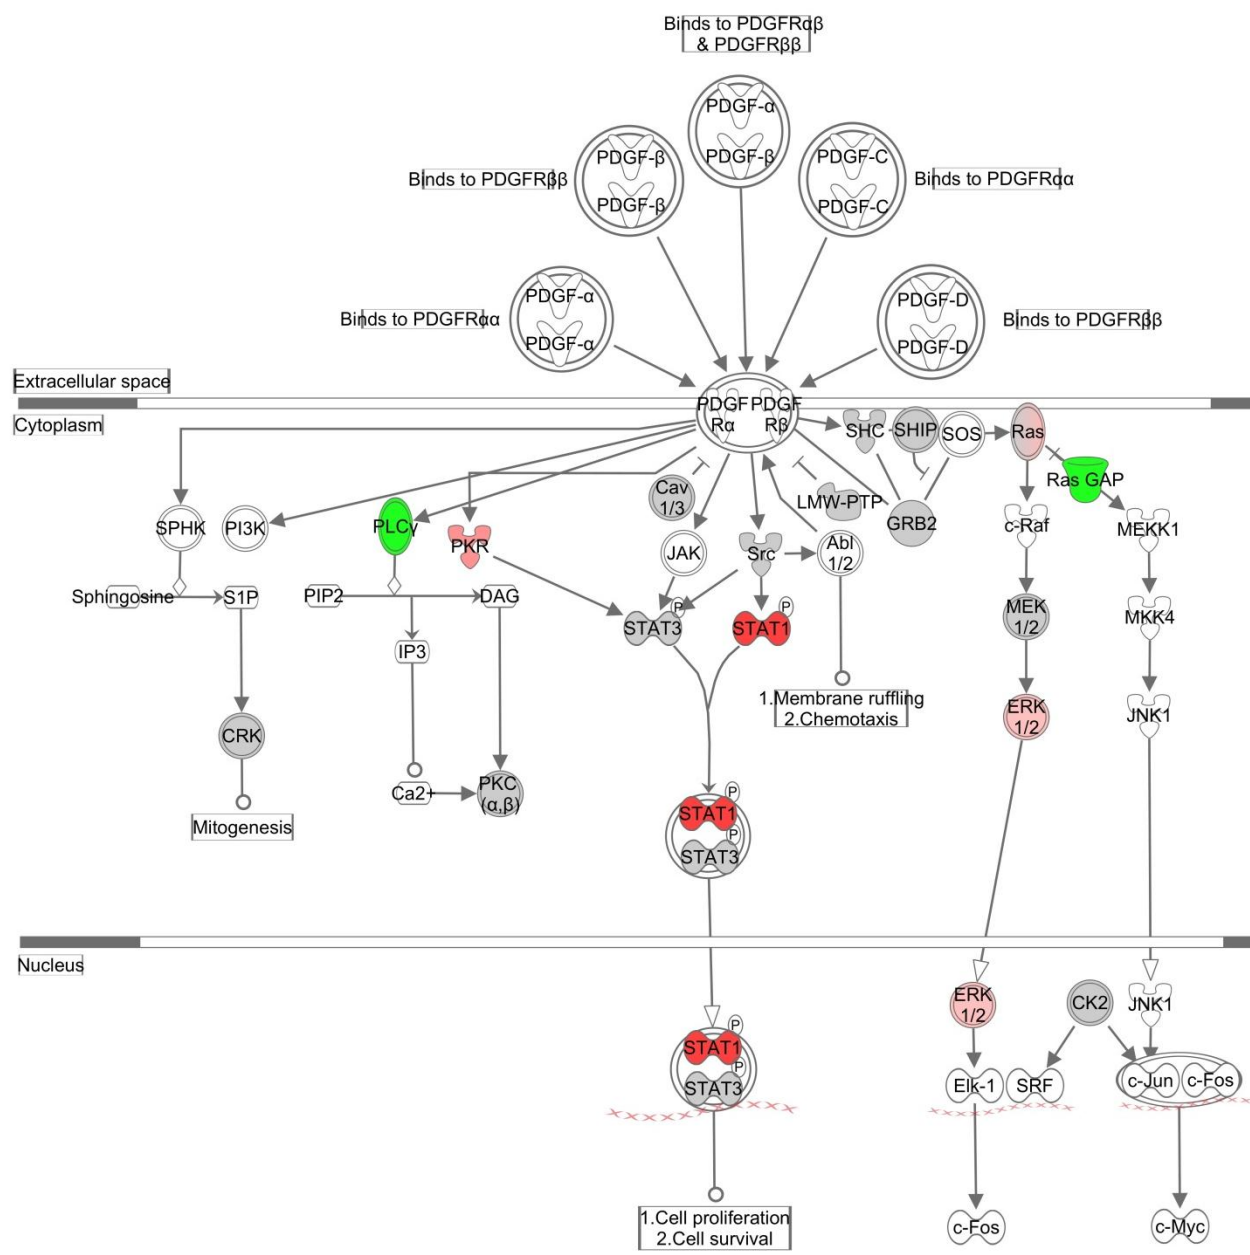 Binds to PDGFRαβ
& PDGFRββ
PDGF-α
PDGF-β
PDGF-β
PDGF-β
Binds to PDGFRββ
PDGF-C
PDGF-C
Binds to PDGFRαα
PDGF-α
PDGF-α
Binds to PDGFRαα
PDGF-D
PDGF-D
Binds to PDGFRββ
Extracellular space
Cytoplasm
PDGF
Rα
PDGF
Rβ
SHC
SHIP
SOS
Ras
Ras GAP
SPHK
PI3K
PLCγ
PKR
Cav
1/3
LMW-PTP
GRB2
c-Raf
MEKK1
JAK
Src
Abl
1/2
Sphingosine
S1P
PIP2
DAG
IP3
STAT3
P
STAT1
P
MEK
1/2
MKK4
1.Membrane ruffling
2.Chemotaxis
ERK
1/2
JNK1
CRK
Ca2+
PKC
(α,β)
Mitogenesis
P
STAT1
P
STAT3
Nucleus
ERK
1/2
CK2
JNK1
P
STAT1
P
STAT3
Elk-1
SRF
c-Jun
c-Fos
1.Cell proliferation
2.Cell survival
c-Fos
c-Myc